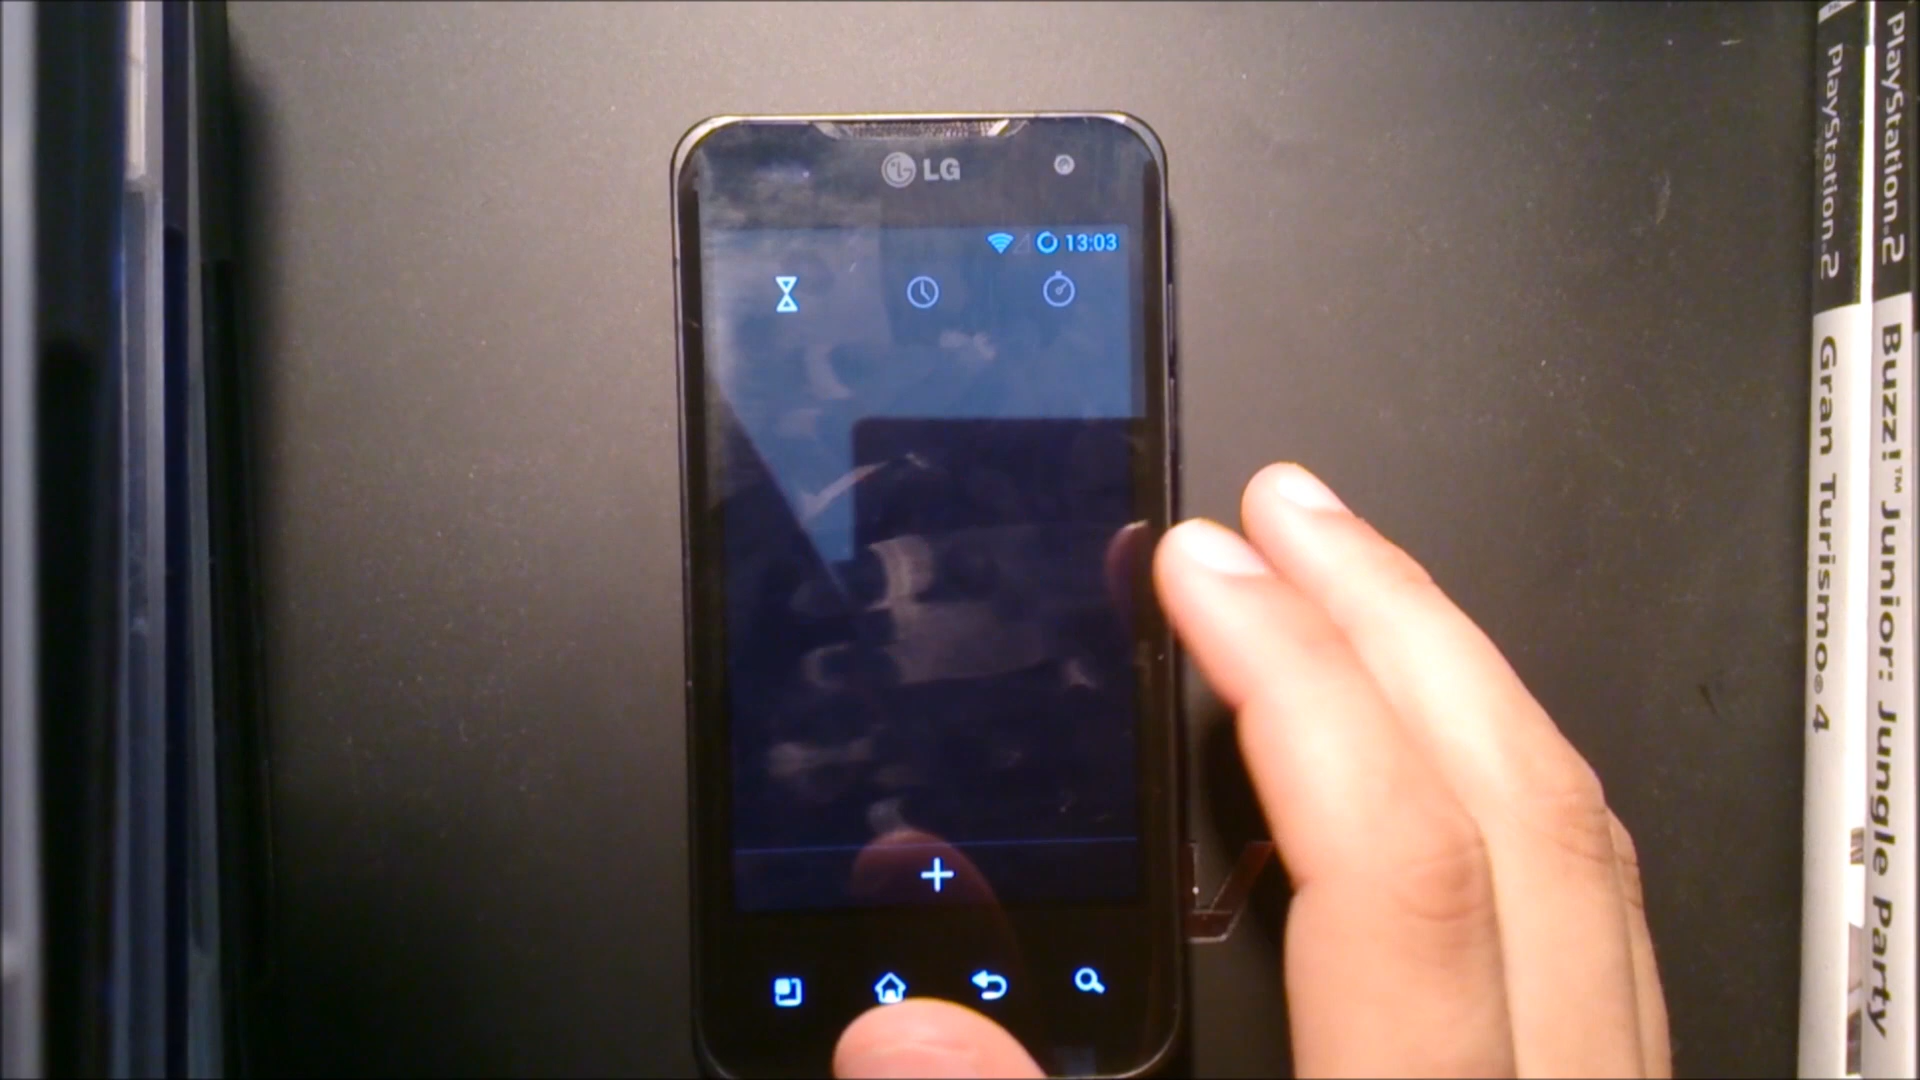 LG
13:03
PlayStation.2
Gran Turismo® 4
PlayStation.2
Buzz!™ Junior: Jungle Party